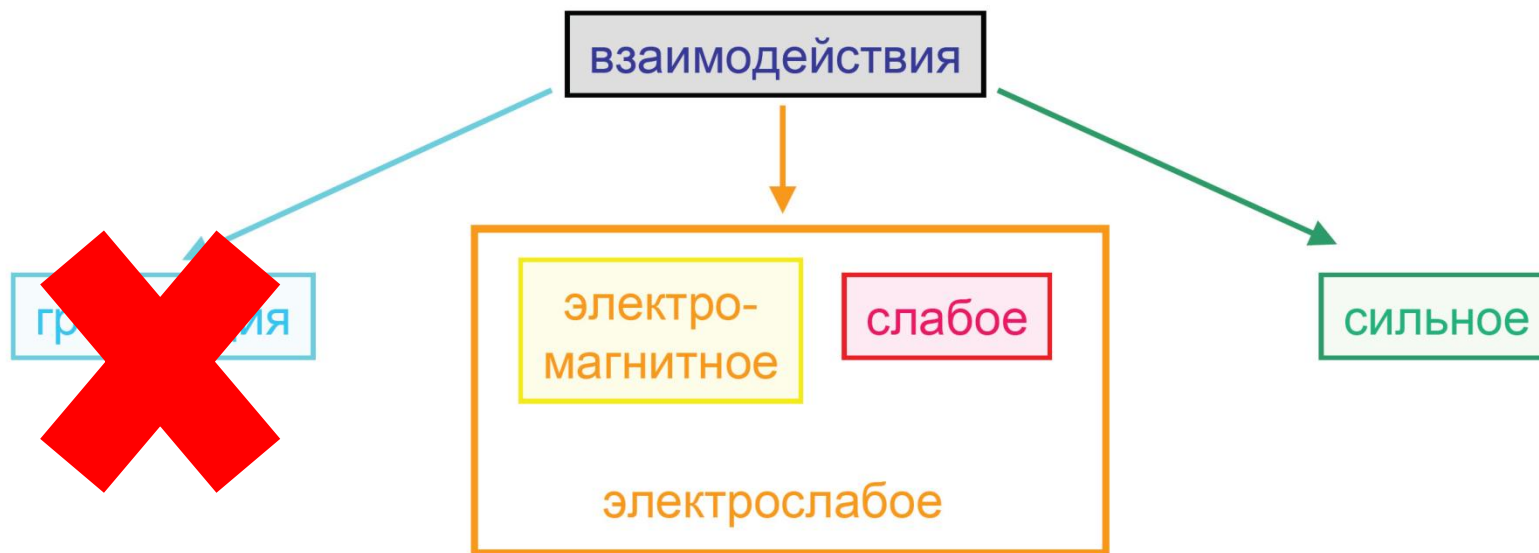 взаимодействия
электро-
магнитное
слабое
сильное
электрослабое